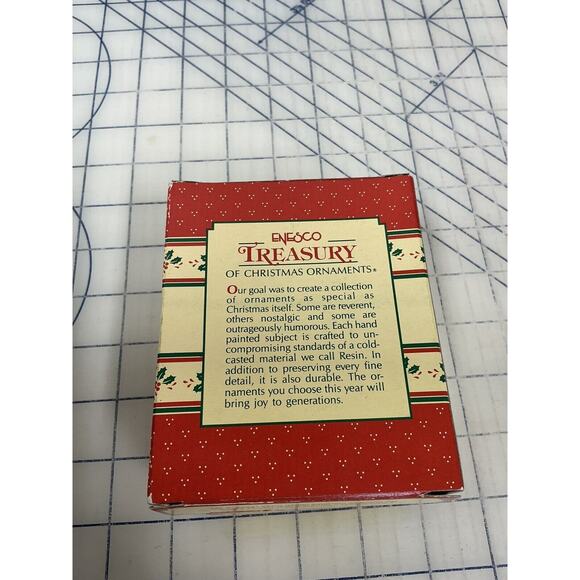 ENESCO
TREASURY
OF CHRISTMAS ORNAMENTS®
Our goal was to create a collection
of ornaments as special as
Christmas itself. Some are reverent,
others nostalgic and some are
outrageously humorous. Each hand
painted subject is crafted to un-
compromising standards of a cold-
casted material we call Resin. In
addition to preserving every fine
detail, it is also durable. The or-
naments you choose this year will
bring joy to generations.